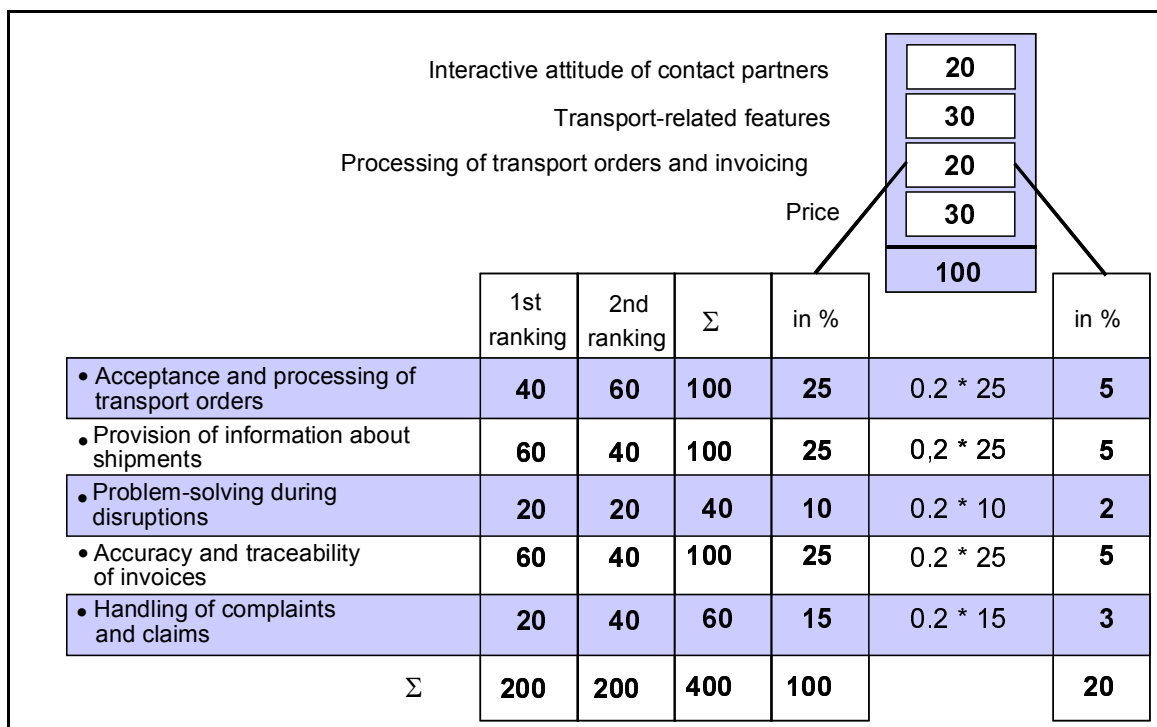 Interactive attitude of contact partners 20
Transport-related features 30
Processing of transport orders and invoicing 20
Price 30
100
1st ranking 2nd ranking Σ in % in %
• Acceptance and processing of transport orders 40 60 100 25 0.2 * 25 5
• Provision of information about shipments 60 40 100 25 0,2 * 25 5
• Problem-solving during disruptions 20 20 40 10 0.2 * 10 2
• Accuracy and traceability of invoices 60 40 100 25 0.2 * 25 5
• Handling of complaints and claims 20 40 60 15 0.2 * 15 3
Σ 200 200 400 100 20